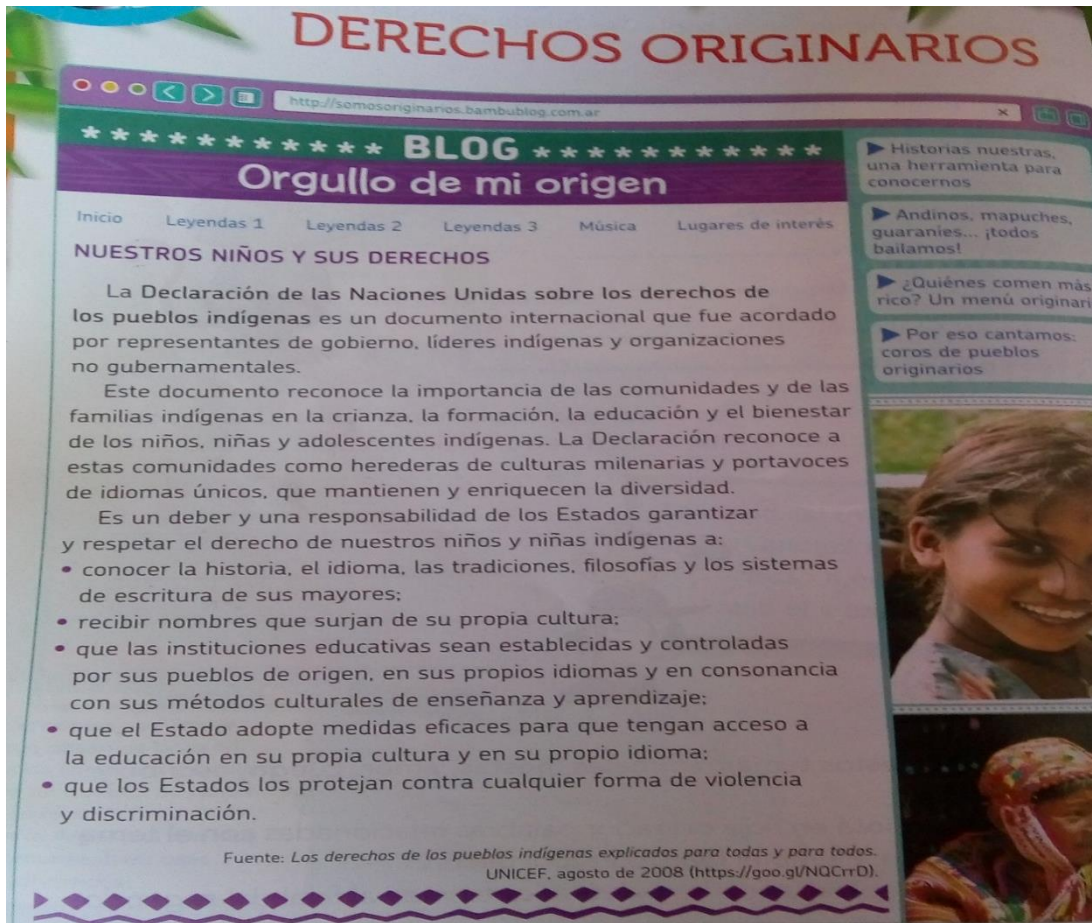 DERECHOS ORIGINARIOS
http://somosoriginarios.bambublog.com.ar
BLOG
Orgullo de mi origen
Inicio Leyendas 1 Leyendas 2 Leyendas 3 Música Lugares de interés
NUESTROS NIÑOS Y SUS DERECHOS
La Declaración de las Naciones Unidas sobre los derechos de
los pueblos indígenas es un documento internacional que fue acordado
por representantes de gobierno, líderes indígenas y organizaciones
no gubernamentales.
Este documento reconoce la importancia de las comunidades y de las
familias indígenas en la crianza, la formación, la educación y el bienestar
de los niños, niñas y adolescentes indígenas. La Declaración reconoce a
estas comunidades como herederas de culturas milenarias y portavoces
de idiomas únicos, que mantienen y enriquecen la diversidad.
Es un deber y una responsabilidad de los Estados garantizar
y respetar el derecho de nuestros niños y niñas indígenas a:
• conocer la historia, el idioma, las tradiciones, filosofías y los sistemas
de escritura de sus mayores;
• recibir nombres que surjan de su propia cultura;
• que las instituciones educativas sean establecidas y controladas
por sus pueblos de origen, en sus propios idiomas y en consonancia
con sus métodos culturales de enseñanza y aprendizaje;
• que el Estado adopte medidas eficaces para que tengan acceso a
la educación en su propia cultura y en su propio idioma;
• que los Estados los protejan contra cualquier forma de violencia
y discriminación.
Fuente: Los derechos de los pueblos indígenas explicados para todas y para todos.
UNICEF, agosto de 2008 (https://goo.gl/NQCrrD).
Historias nuestras,
una herramienta para
conocernos
Andinos, mapuches,
guaraníes... ¡todos
bailamos!
¿Quiénes comen más
rico? Un menú originar
Por eso cantamos:
coros de pueblos
originarios